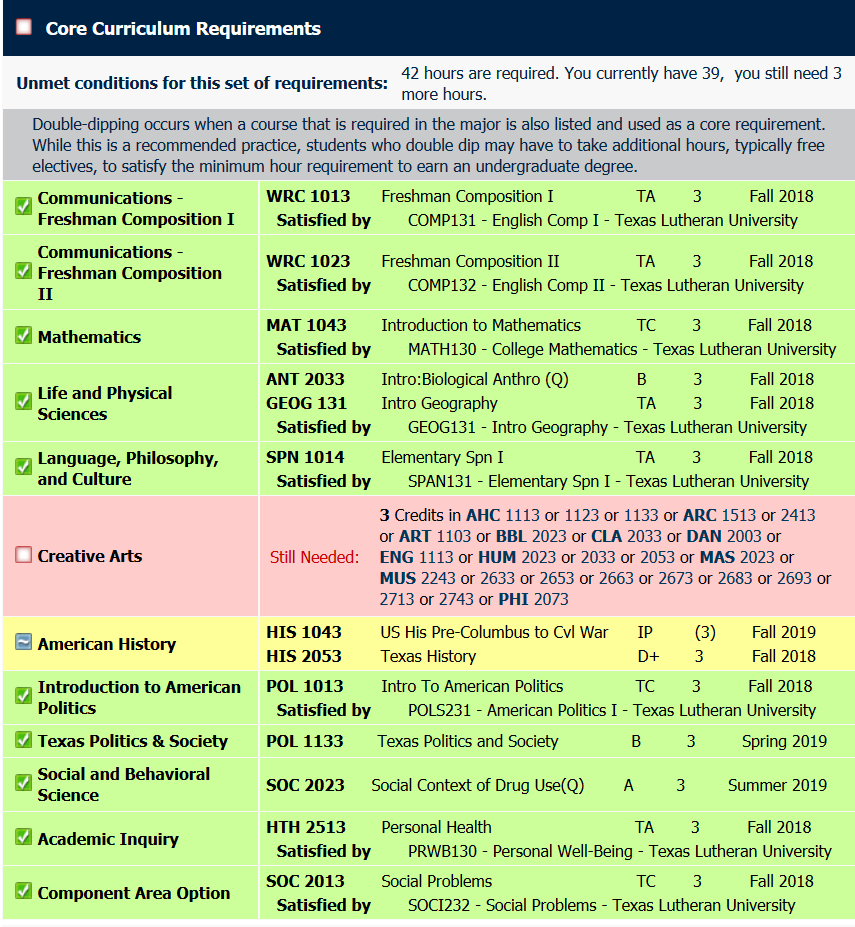 Core Curriculum Requirements
Unmet conditions for this set of requirements: 42 hours are required. You currently have 39, you still need 3
more hours.
Double-dipping occurs when a course that is required in the major is also listed and used as a core requirement.
While this is a recommended practice, students who double dip may have to take additional hours, typically free
electives, to satisfy the minimum hour requirement to earn an undergraduate degree.
Communications -
Freshman Composition I
WRC 1013 Freshman Composition I TA 3 Fall 2018
Satisfied by COMP131 - English Comp I - Texas Lutheran University
Communications -
Freshman Composition
II
WRC 1023 Freshman Composition II TA 3 Fall 2018
Satisfied by COMP132 - English Comp II - Texas Lutheran University
Mathematics
MAT 1043 Introduction to Mathematics TC 3 Fall 2018
Satisfied by MATH130 - College Mathematics - Texas Lutheran University
Life and Physical
Sciences
ANT 2033 Intro:Biological Anthro (Q) B 3 Fall 2018
GEOG 131 Intro Geography TA 3 Fall 2018
Satisfied by GEOG131 - Intro Geography - Texas Lutheran University
Language, Philosophy,
and Culture
SPN 1014 Elementary Spn I TA 3 Fall 2018
Satisfied by SPAN131 - Elementary Spn I - Texas Lutheran University
Creative Arts
Still Needed:
3 Credits in AHC 1113 or 1123 or 1133 or ARC 1513 or 2413
or ART 1103 or BBL 2023 or CLA 2033 or DAN 2003 or
ENG 1113 or HUM 2023 or 2033 or 2053 or MAS 2023 or
MUS 2243 or 2633 or 2653 or 2663 or 2673 or 2683 or 2693 or
2713 or 2743 or PHI 2073
American History
HIS 1043 US His Pre-Columbus to Cvl War IP (3) Fall 2019
HIS 2053 Texas History D+ 3 Fall 2018
Introduction to American
Politics
POL 1013 Intro To American Politics TC 3 Fall 2018
Satisfied by POLS231 - American Politics I - Texas Lutheran University
Texas Politics & Society
POL 1133 Texas Politics and Society B 3 Spring 2019
Social and Behavioral
Science
SOC 2023 Social Context of Drug Use(Q) A 3 Summer 2019
Academic Inquiry
HTH 2513 Personal Health TA 3 Fall 2018
Satisfied by PRWB130 - Personal Well-Being - Texas Lutheran University
Component Area Option
SOC 2013 Social Problems TC 3 Fall 2018
Satisfied by SOCI232 - Social Problems - Texas Lutheran University